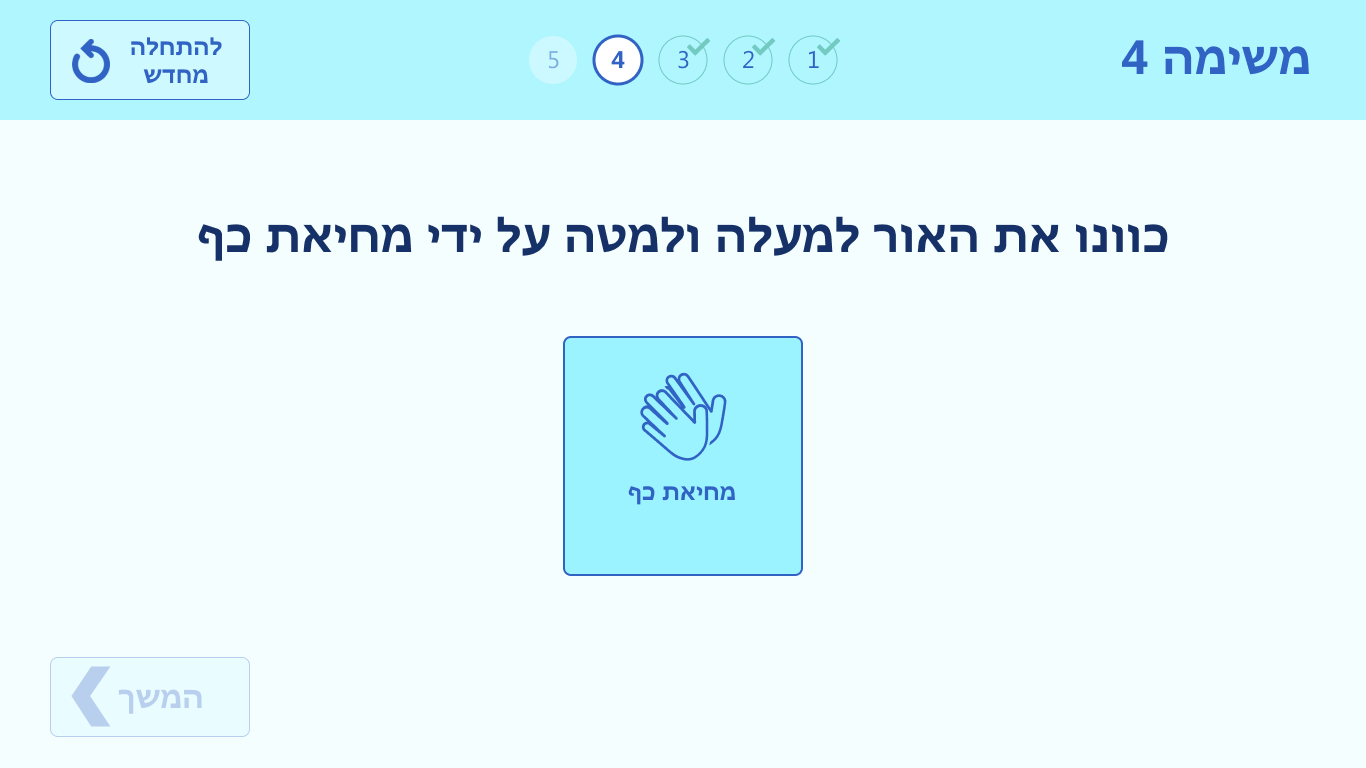 משימה 4
1
2
3
4
5
להתחלה
מחדש
כוונו את האור למעלה ולמטה על ידי מחיאת כף
מחיאת כף
המשך